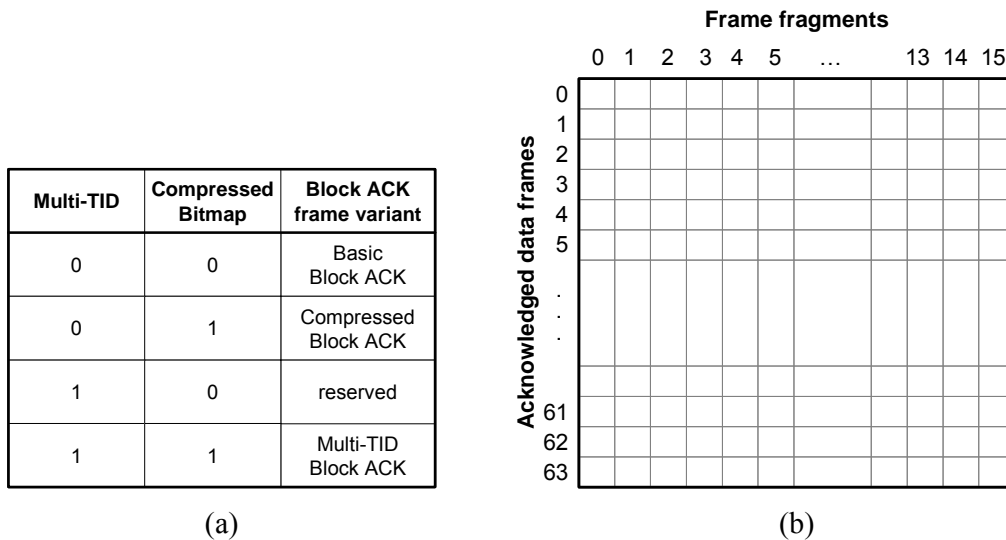 Multi-TID
Compressed
Bitmap
Block ACK
frame variant
0
0
Basic
Block ACK
0
1
Compressed
Block ACK
1
0
reserved
1
1
Multi-TID
Block ACK
(a)
Frame fragments
0 1 2 3 4 5 ... 13 14 15
Acknowledged data frames
0
1
2
3
4
5
.
.
.
61
62
63
(b)